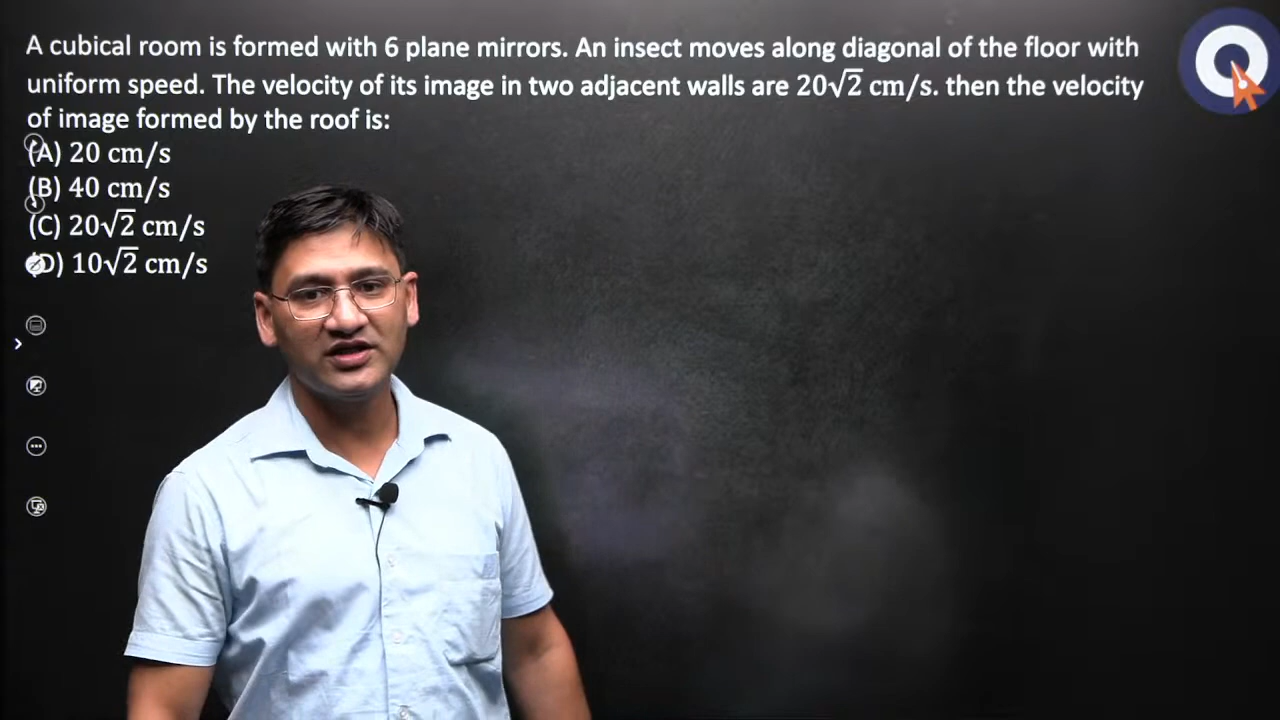 A cubical room is formed with 6 plane mirrors. An insect moves along diagonal of the floor with
uniform speed. The velocity of its image in two adjacent walls are 20√2 cm/s. then the velocity
of image formed by the roof is:
(A) 20 cm/s
(B) 40 cm/s
(C) 20√2 cm/s
(D) 10√2 cm/s